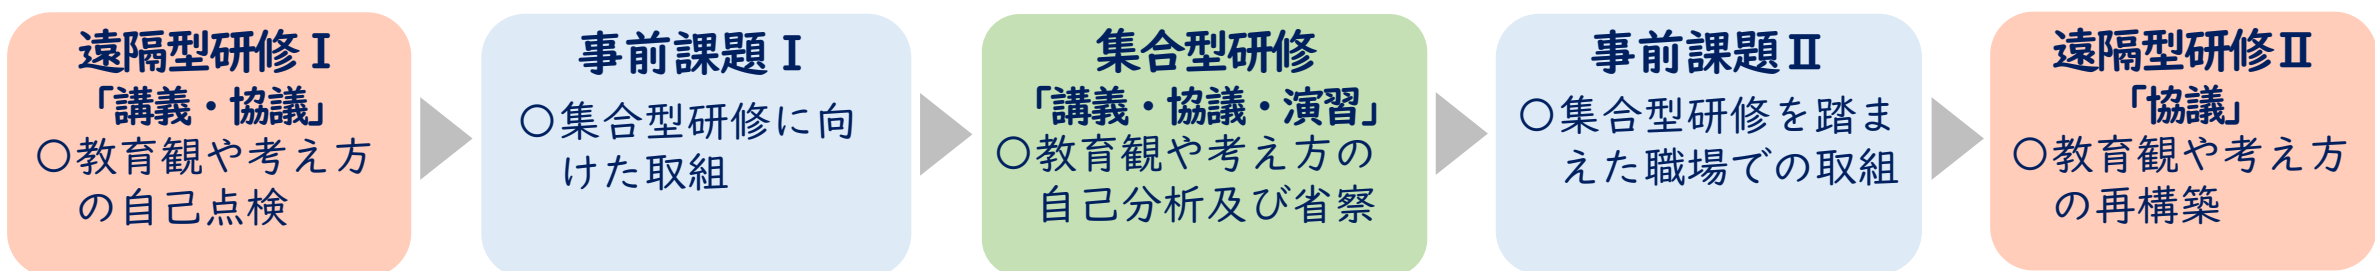 遠隔型研修Ⅰ
「講義・協議」
〇教育観や考え方
の自己点検
事前課題Ⅰ
〇集合型研修に向
けた取組
集合型研修
「講義・協議・演習」
〇教育観や考え方の
自己分析及び省察
事前課題Ⅱ
〇集合型研修を踏ま
えた職場での取組
遠隔型研修Ⅱ
「協議」
〇教育観や考え方
の再構築